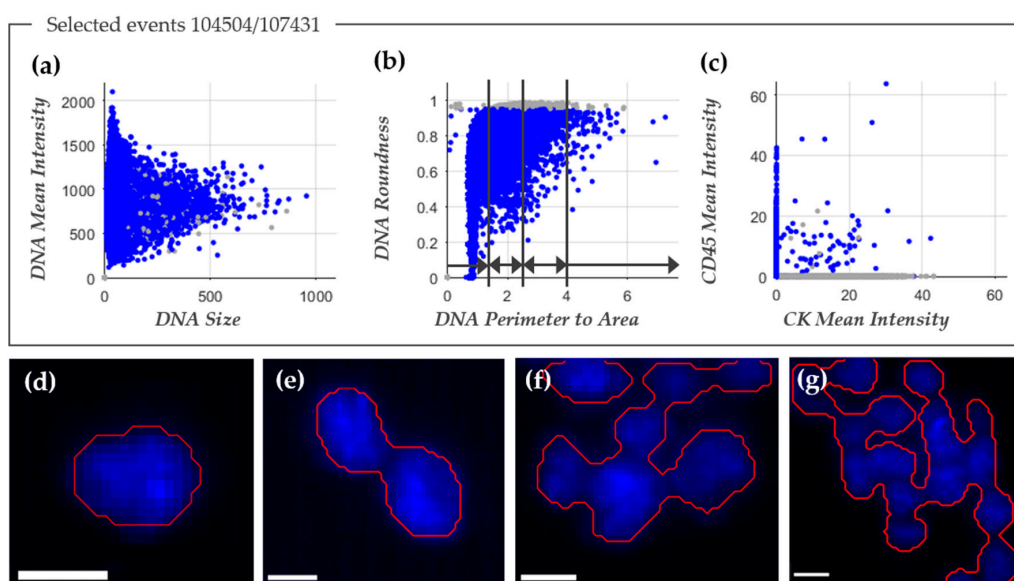 Selected events 104504/107431
(a)
(b)
(c)
DNA Mean Intensity
2000
1500
1000
500
0
0
500
1000
DNA Size
DNA Roundness
1
0.8
0.6
0.4
0.2
0
0
2
4
6
DNA Perimeter to Area
CD45 Mean Intensity
60
40
20
0
0
20
40
60
CK Mean Intensity
(d)
(e)
(f)
(g)